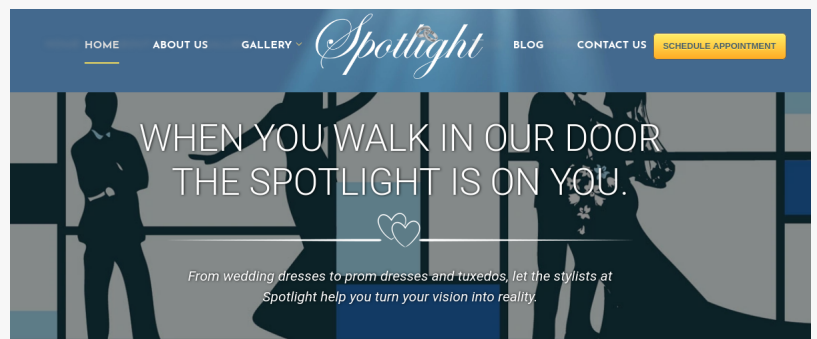 HOME
ABOUT US
GALLERY
Spotlight
BLOG
CONTACT US
SCHEDULE APPOINTMENT
WHEN YOU WALK IN OUR DOOR
THE SPOTLIGHT IS ON YOU.
From wedding dresses to prom dresses and tuxedos, let the stylists at
Spotlight help you turn your vision into reality.